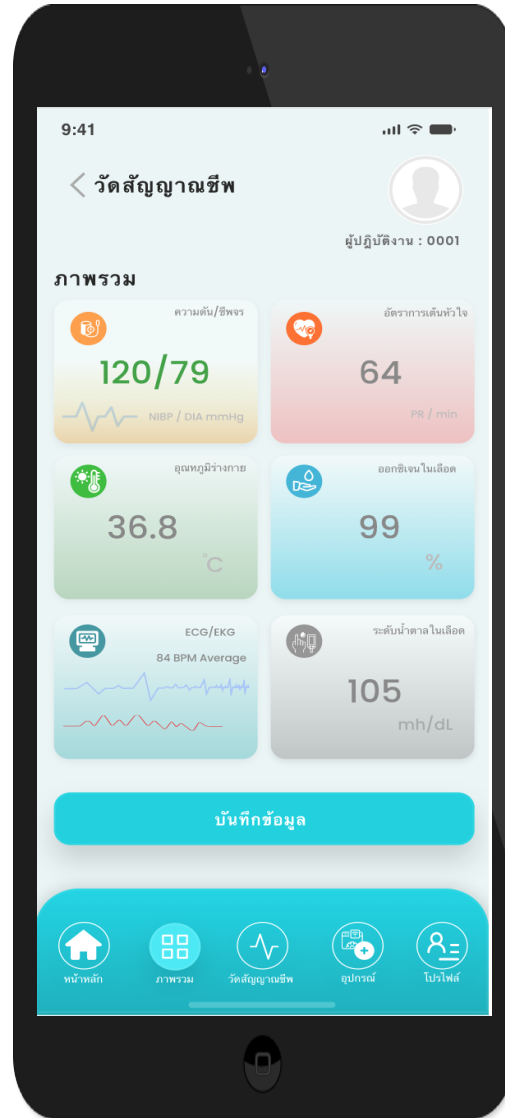 9:41
วัดสัญญาณชีพ
ผู้ปฏิบัติงาน : 0001
ภาพรวม
ความดัน/ชีพจร
120/79
NIBP / DIA mmHg
อัตราการเต้นหัวใจ
64
PR / min
อุณหภูมิร่างกาย
36.8
°C
ออกซิเจนในเลือด
99
%
ECG/EKG
84 BPM Average
ระดับน้ำตาลในเลือด
105
mh/dL
บันทึกข้อมูล
หน้าหลัก
ภาพรวม
วัดสัญญาณชีพ
อุปกรณ์
โปรไฟล์